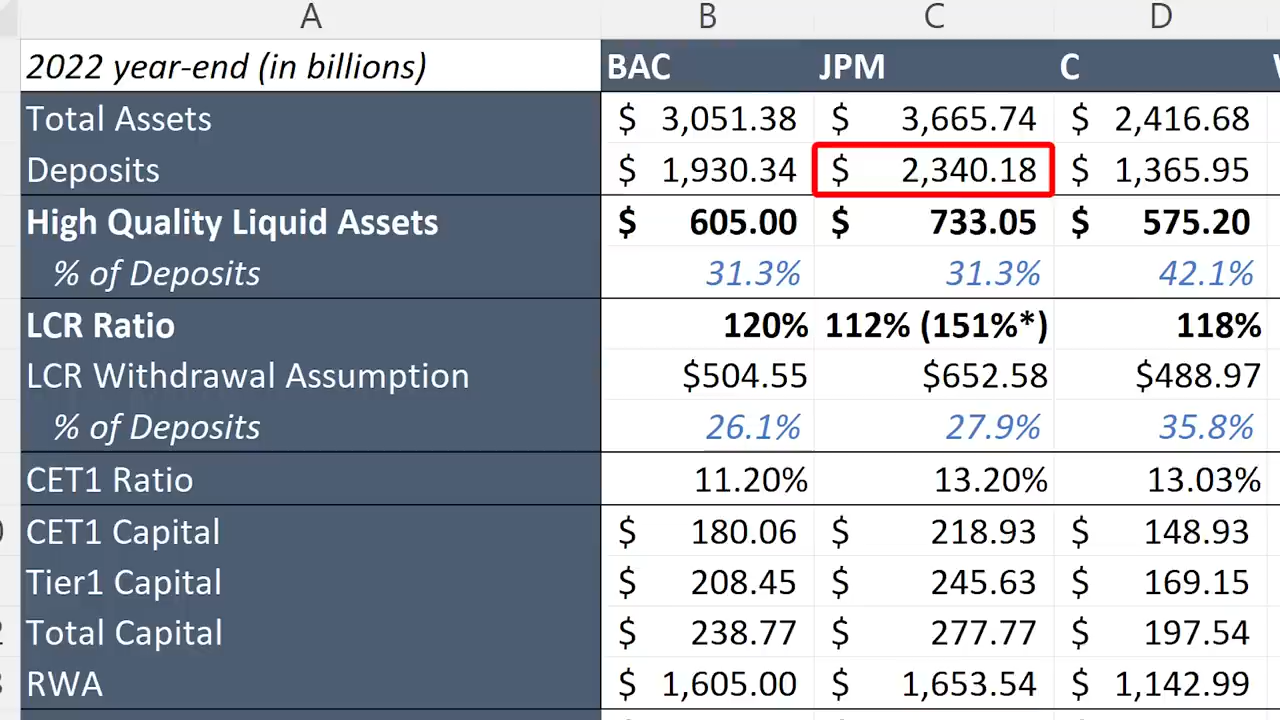 A B C D
2022 year-end (in billions) BAC JPM C
Total Assets $ 3,051.38 $ 3,665.74 $ 2,416.68
Deposits $ 1,930.34 $ 2,340.18 $ 1,365.95
High Quality Liquid Assets $ 605.00 $ 733.05 $ 575.20
% of Deposits 31.3% 31.3% 42.1%
LCR Ratio 120% 112% (151%*) 118%
LCR Withdrawal Assumption $504.55 $652.58 $488.97
% of Deposits 26.1% 27.9% 35.8%
CET1 Ratio 11.20% 13.20% 13.03%
CET1 Capital $ 180.06 $ 218.93 $ 148.93
Tier1 Capital $ 208.45 $ 245.63 $ 169.15
Total Capital $ 238.77 $ 277.77 $ 197.54
RWA $ 1,605.00 $ 1,653.54 $ 1,142.99